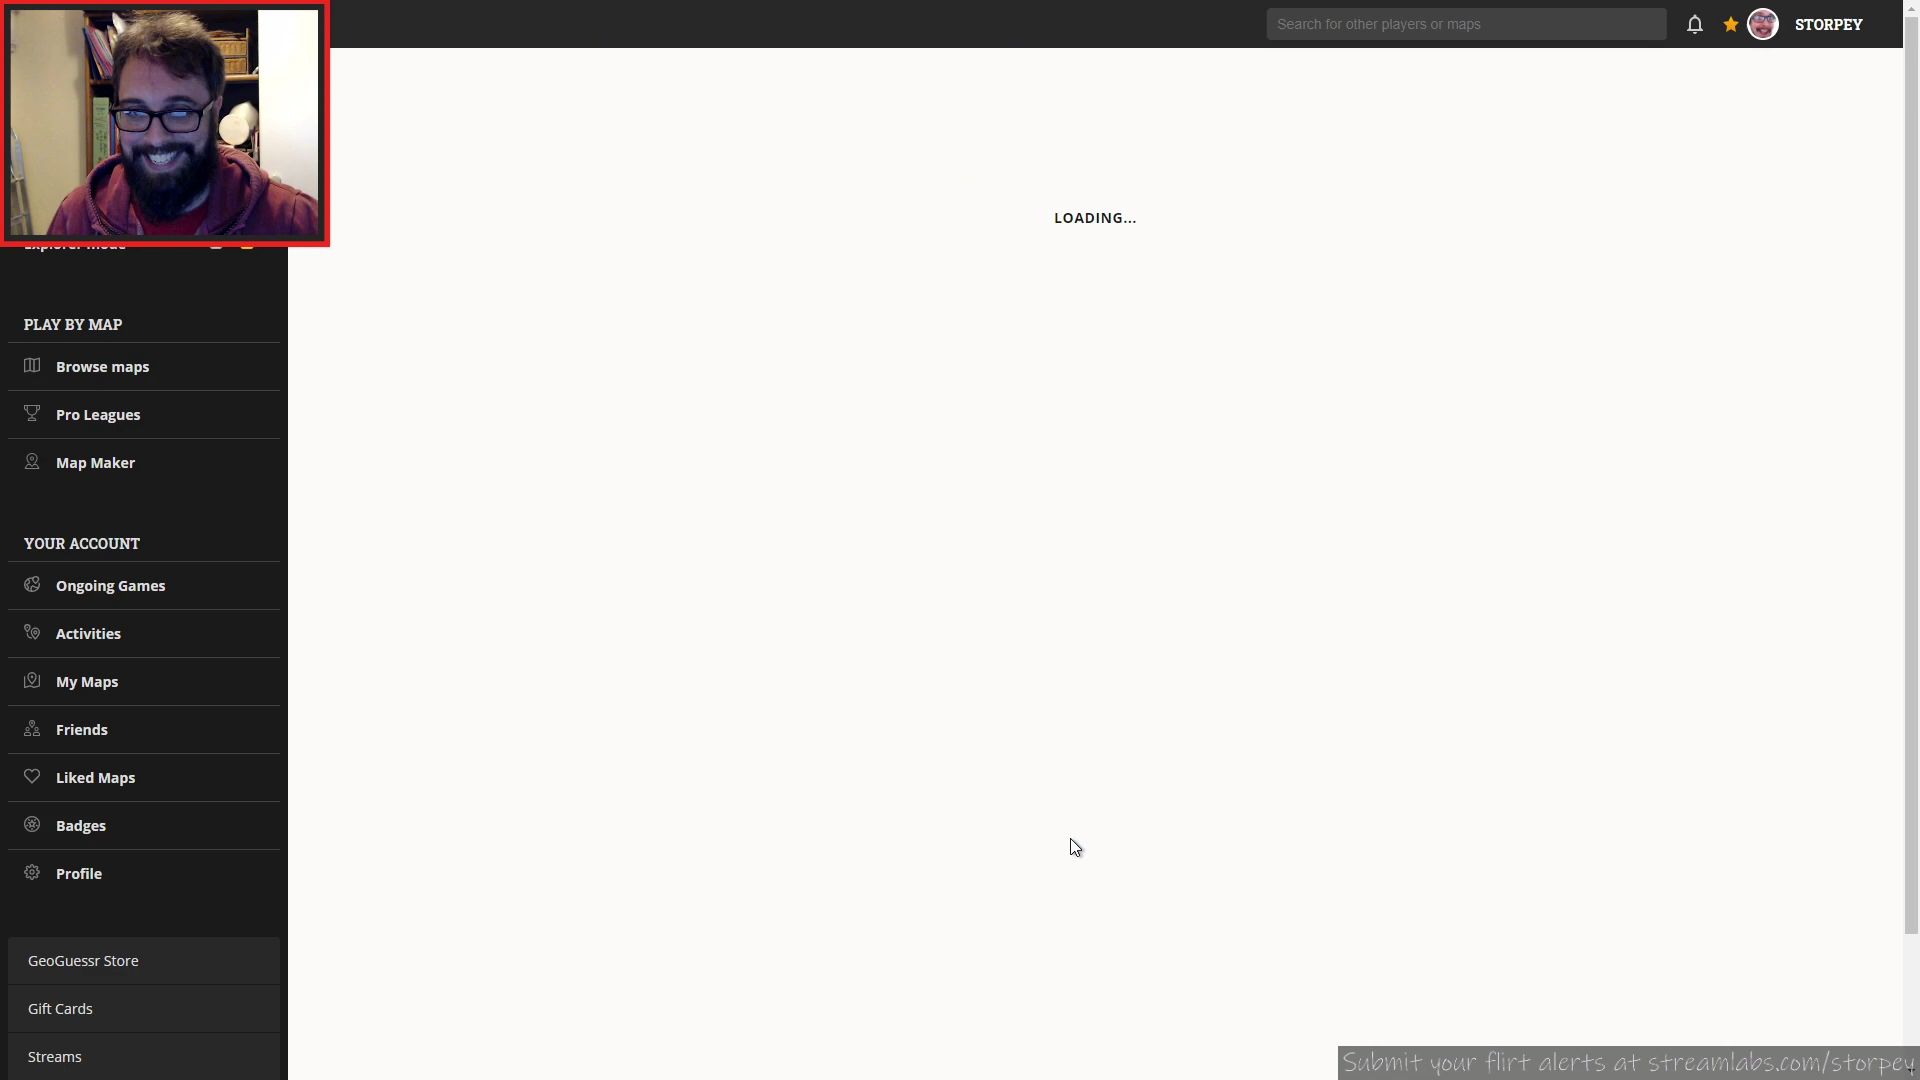 Search for other players or maps
STORPEY
LOADING...
Explorer mode
PLAY BY MAP
Browse maps
Pro Leagues
Map Maker
YOUR ACCOUNT
Ongoing Games
Activities
My Maps
Friends
Liked Maps
Badges
Profile
GeoGuessr Store
Gift Cards
Streams
Submit your flirt alerts at streamlabs.com/storpey